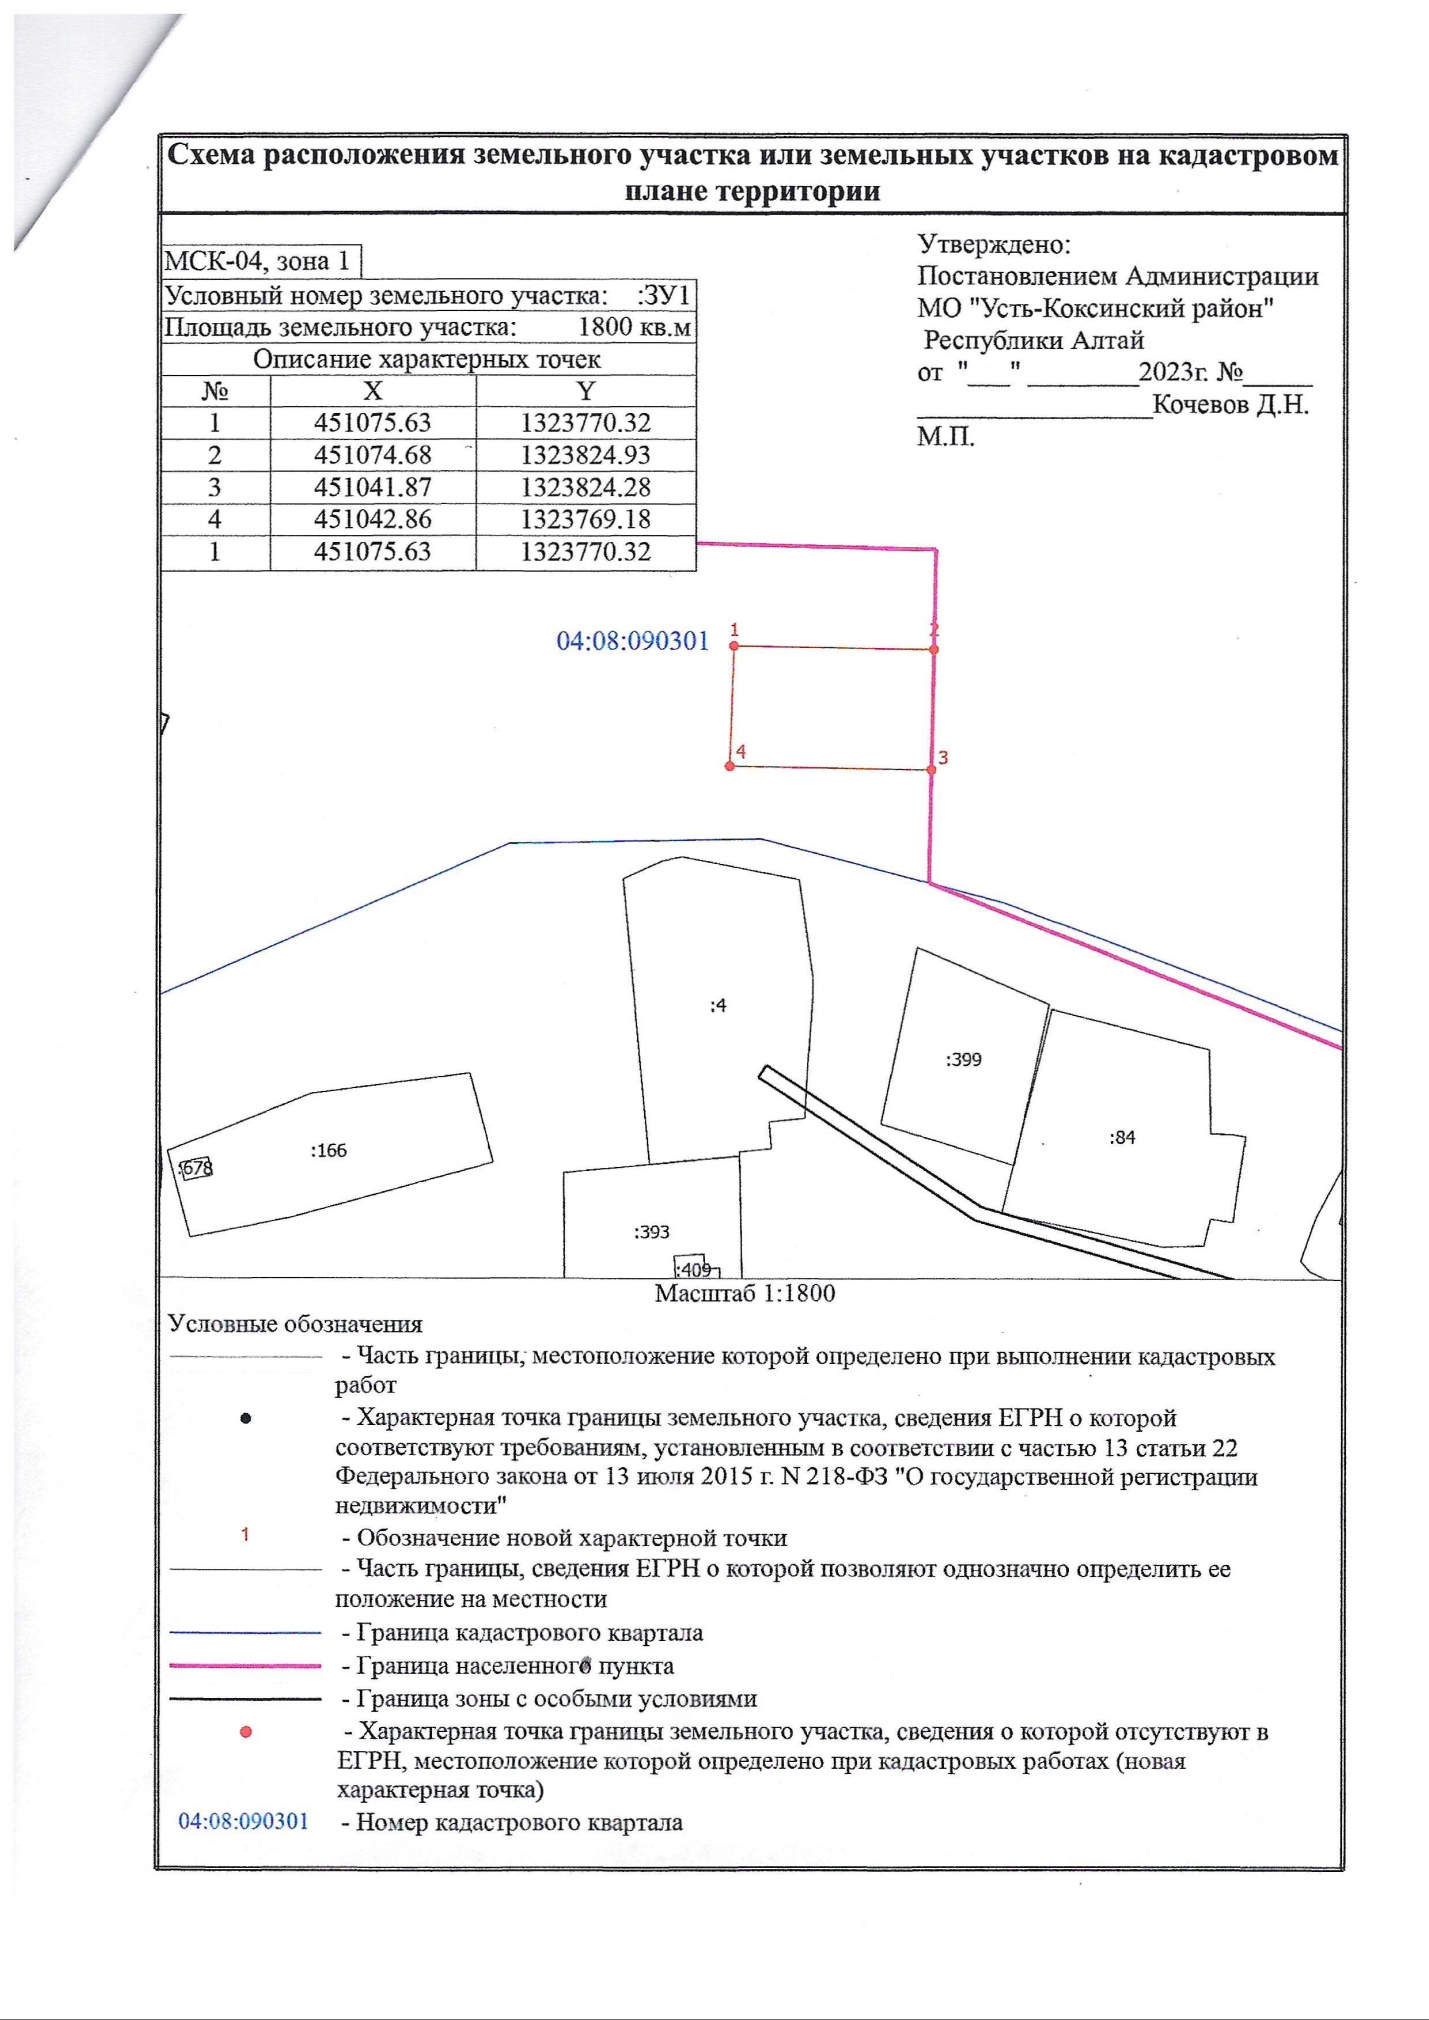 Схема расположения земельного участка или земельных участков на кадастровом
плане территории
МСК-04, зона 1
Условный номер земельного участка: :ЗУ1
Площадь земельного участка: 1800 кв.м
Описание характерных точек
№ X Y
1 451075.63 1323770.32
2 451074.68 1323824.93
3 451041.87 1323824.28
4 451042.86 1323769.18
1 451075.63 1323770.32
Утверждено:
Постановлением Администрации
МО "Усть-Коксинский район"
Республики Алтай
от "___" ________2023г. №_____
_________________Кочевов Д.Н.
М.П.
04:08:090301
1
2
4
3
:4
:399
:84
:166
:678
:393
:409
Масштаб 1:1800
Условные обозначения
- Часть границы, местоположение которой определено при выполнении кадастровых
работ
- Характерная точка границы земельного участка, сведения ЕГРН о которой
соответствуют требованиям, установленным в соответствии с частью 13 статьи 22
Федерального закона от 13 июля 2015 г. N 218-ФЗ "О государственной регистрации
недвижимости"
1 - Обозначение новой характерной точки
- Часть границы, сведения ЕГРН о которой позволяют однозначно определить ее
положение на местности
- Граница кадастрового квартала
- Граница населенного пункта
- Граница зоны с особыми условиями
- Характерная точка границы земельного участка, сведения о которой отсутствуют в
ЕГРН, местоположение которой определено при кадастровых работах (новая
характерная точка)
04:08:090301 - Номер кадастрового квартала